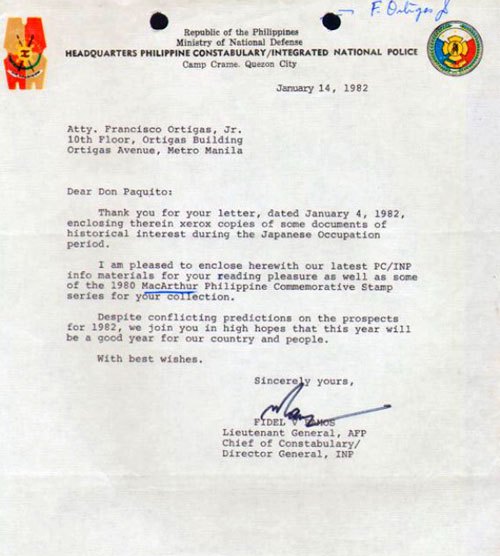 F. Ortigas Jr
Republic of the Philippines
Ministry of National Defense
HEADQUARTERS PHILIPPINE CONSTABULARY/INTEGRATED NATIONAL POLICE
Camp Crame, Quezon City
January 14, 1982
Atty. Francisco Ortigas, Jr.
10th Floor, Ortigas Building
Ortigas Avenue, Metro Manila
Dear Don Paquito:
Thank you for your letter, dated January 4, 1982,
enclosing therein xerox copies of some documents of
historical interest during the Japanese Occupation
period.
I am pleased to enclose herewith our latest PC/INP
info materials for your reading pleasure as well as some
of the 1980 MacArthur Philippine Commemorative Stamp
series for your collection.
Despite conflicting predictions on the prospects
for 1982, we join you in high hopes that this year will
be a good year for our country and people.
With best wishes.
Sincerely yours,
FIDEL V RAMOS
Lieutenant General, AFP
Chief of Constabulary/
Director General, INP